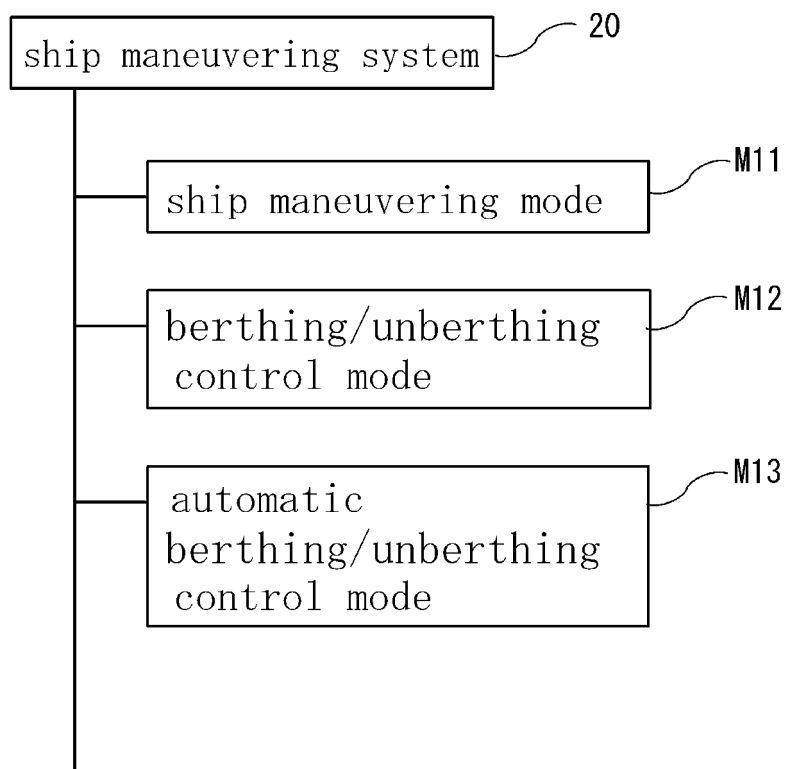 ship maneuvering system
20
ship maneuvering mode
M11
berthing/unberthing
control mode
M12
automatic
berthing/unberthing
control mode
M13